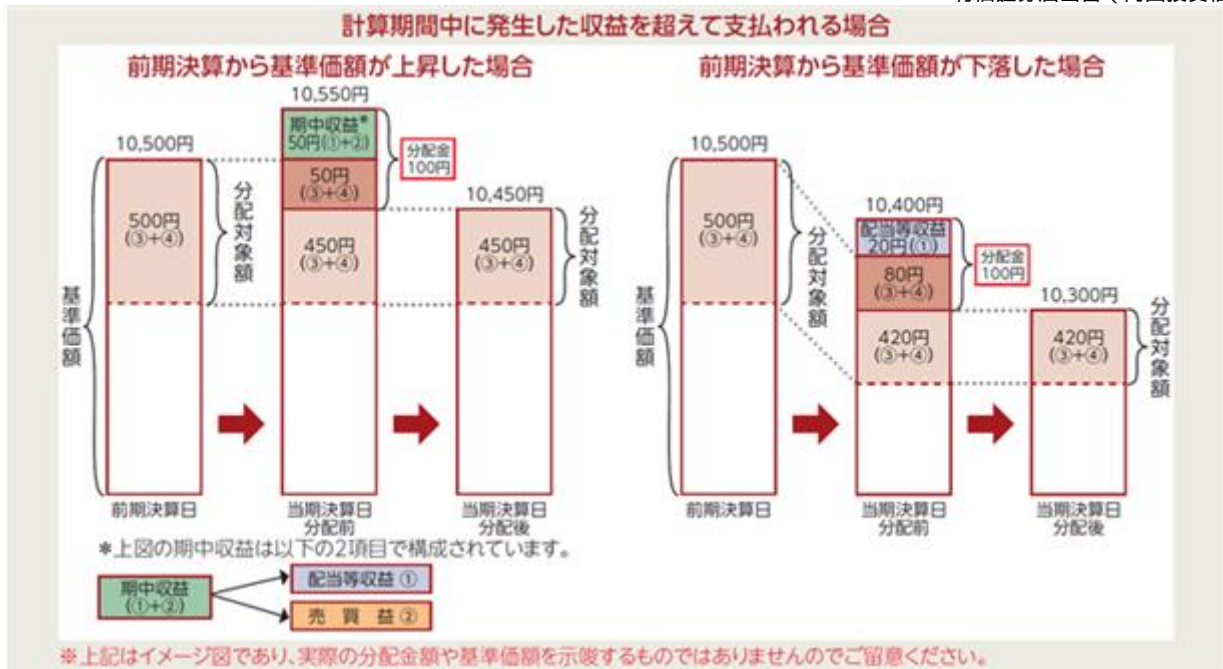 計算期間中に発生した収益を超えて支払われる場合
前期決算から基準価額が上昇した場合
10,550円
10,500円
期中収益*
50円(①+②)
分配金
100円
50円
(③+④)
10,450円
500円
(③+④)
分配対象額
450円
(③+④)
450円
(③+④)
分配対象額
基準価額
前期決算日
当期決算日
分配前
当期決算日
分配後
*上図の期中収益は以下の2項目で構成されています。
期中収益
(①+②)
配当等収益 ①
売 買 益 ②
前期決算から基準価額が下落した場合
10,500円
10,400円
500円
(③+④)
分配対象額
配当等収益
20円(①)
分配金
100円
80円
(③+④)
10,300円
420円
(③+④)
420円
(③+④)
分配対象額
基準価額
前期決算日
当期決算日
分配前
当期決算日
分配後
※上記はイメージ図であり、実際の分配金額や基準価額を示唆するものではありませんのでご留意ください。